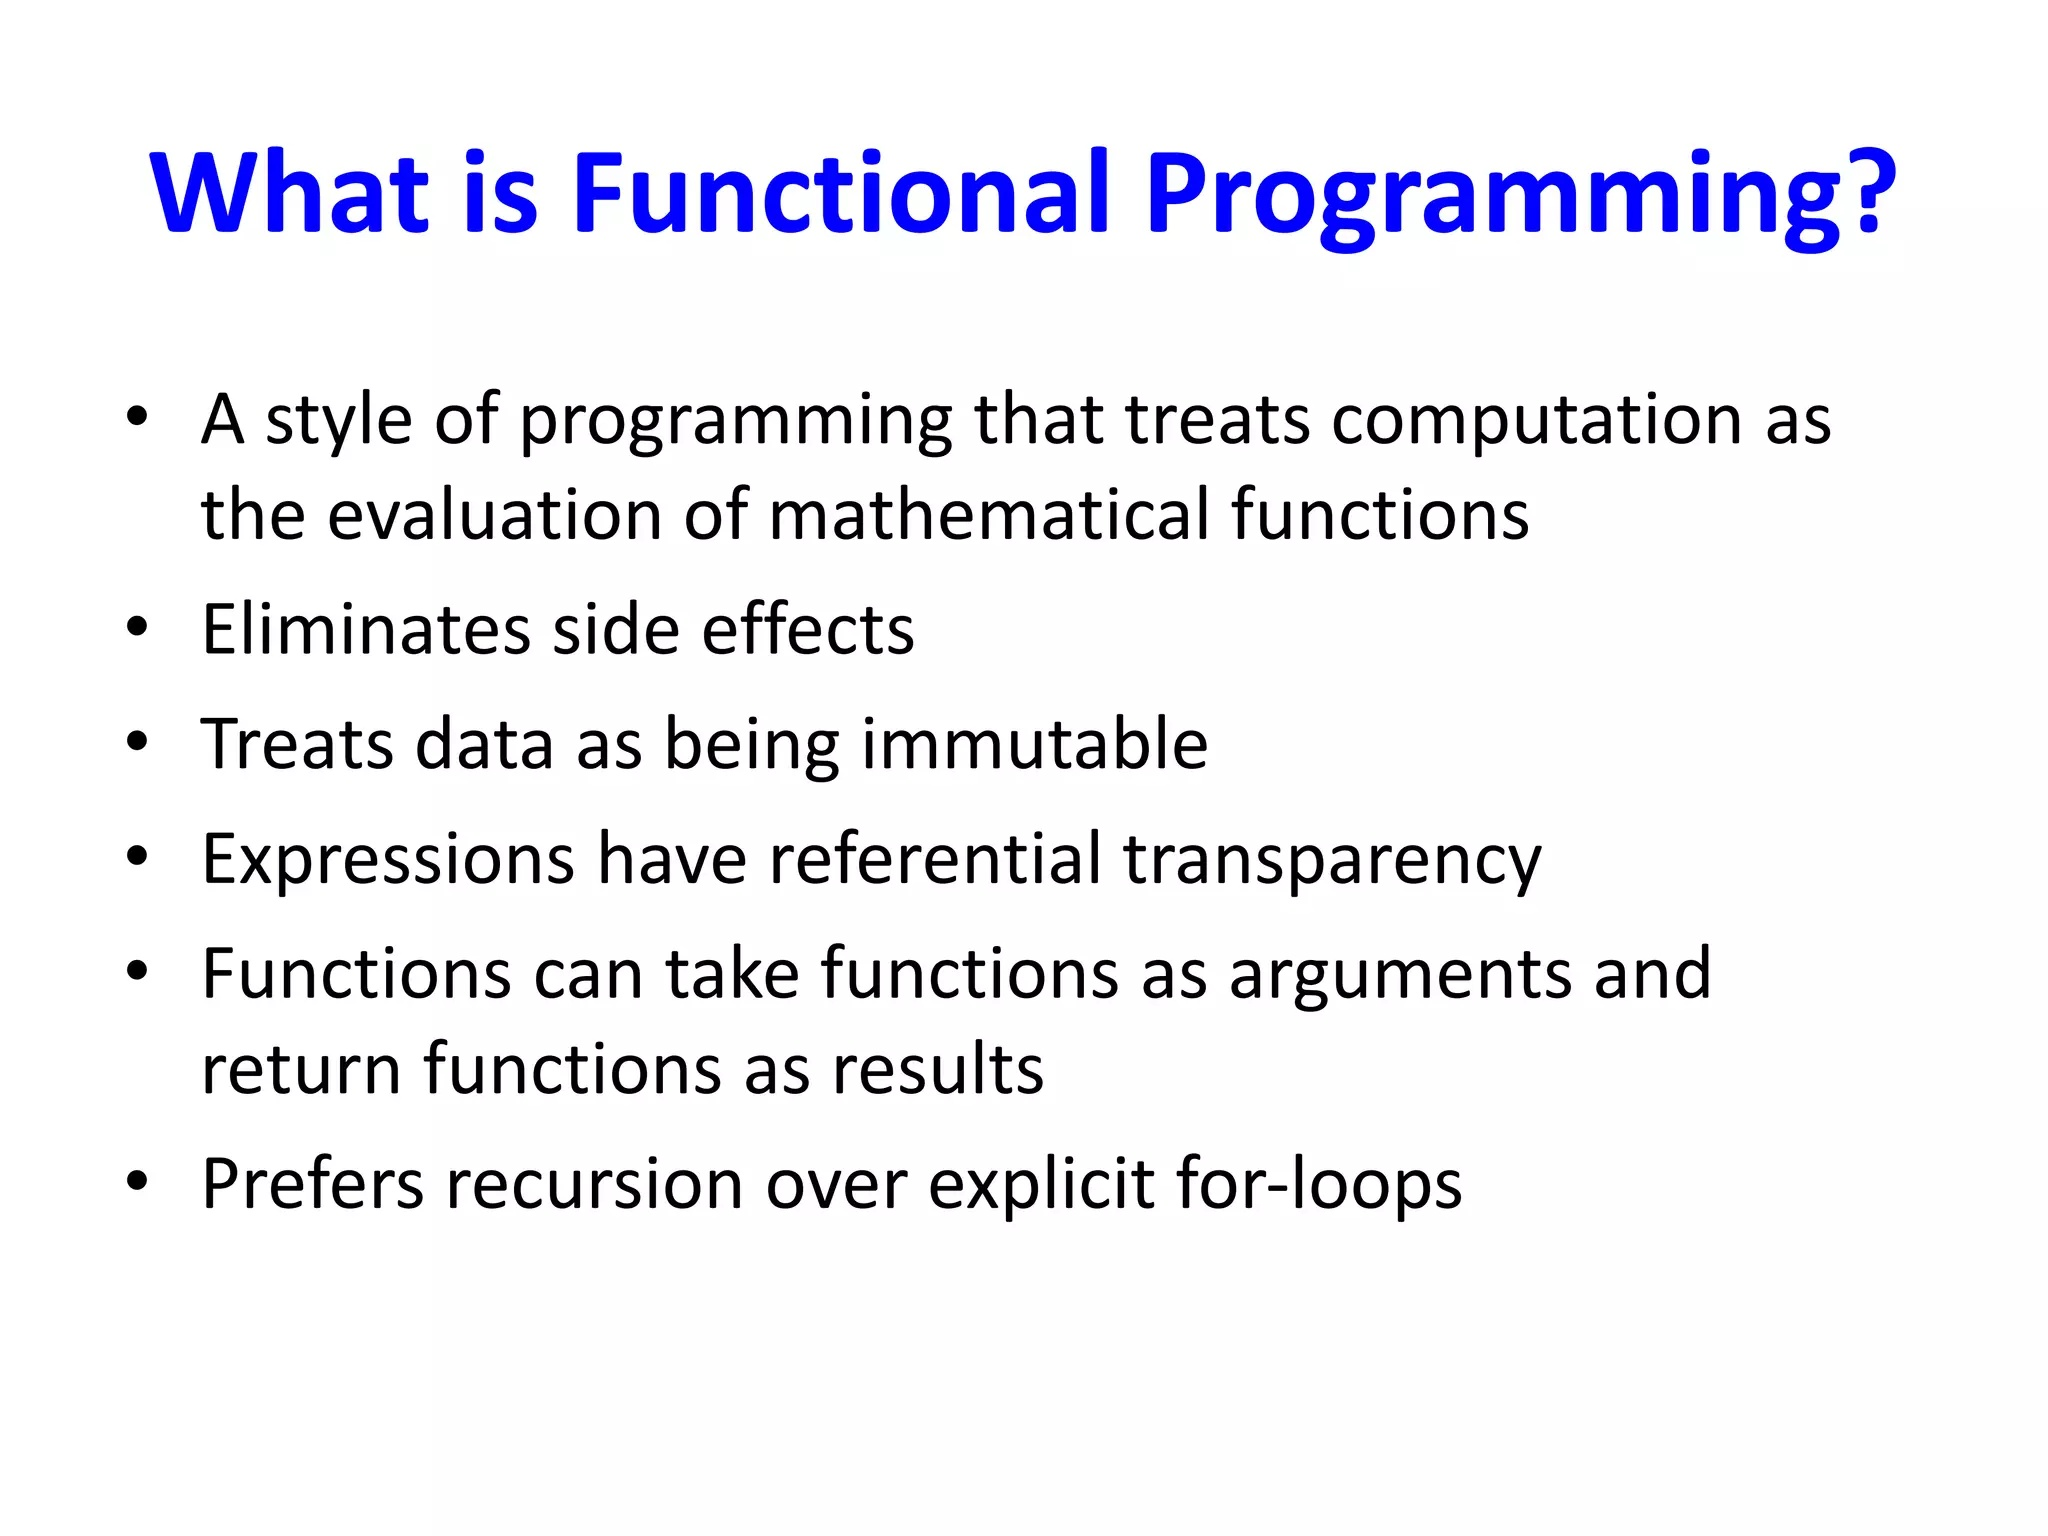 What is Functional Programming?
• A style of programming that treats computation as
the evaluation of mathematical functions
• Eliminates side effects
• Treats data as being immutable
• Expressions have referential transparency
• Functions can take functions as arguments and
return functions as results
• Prefers recursion over explicit for-loops